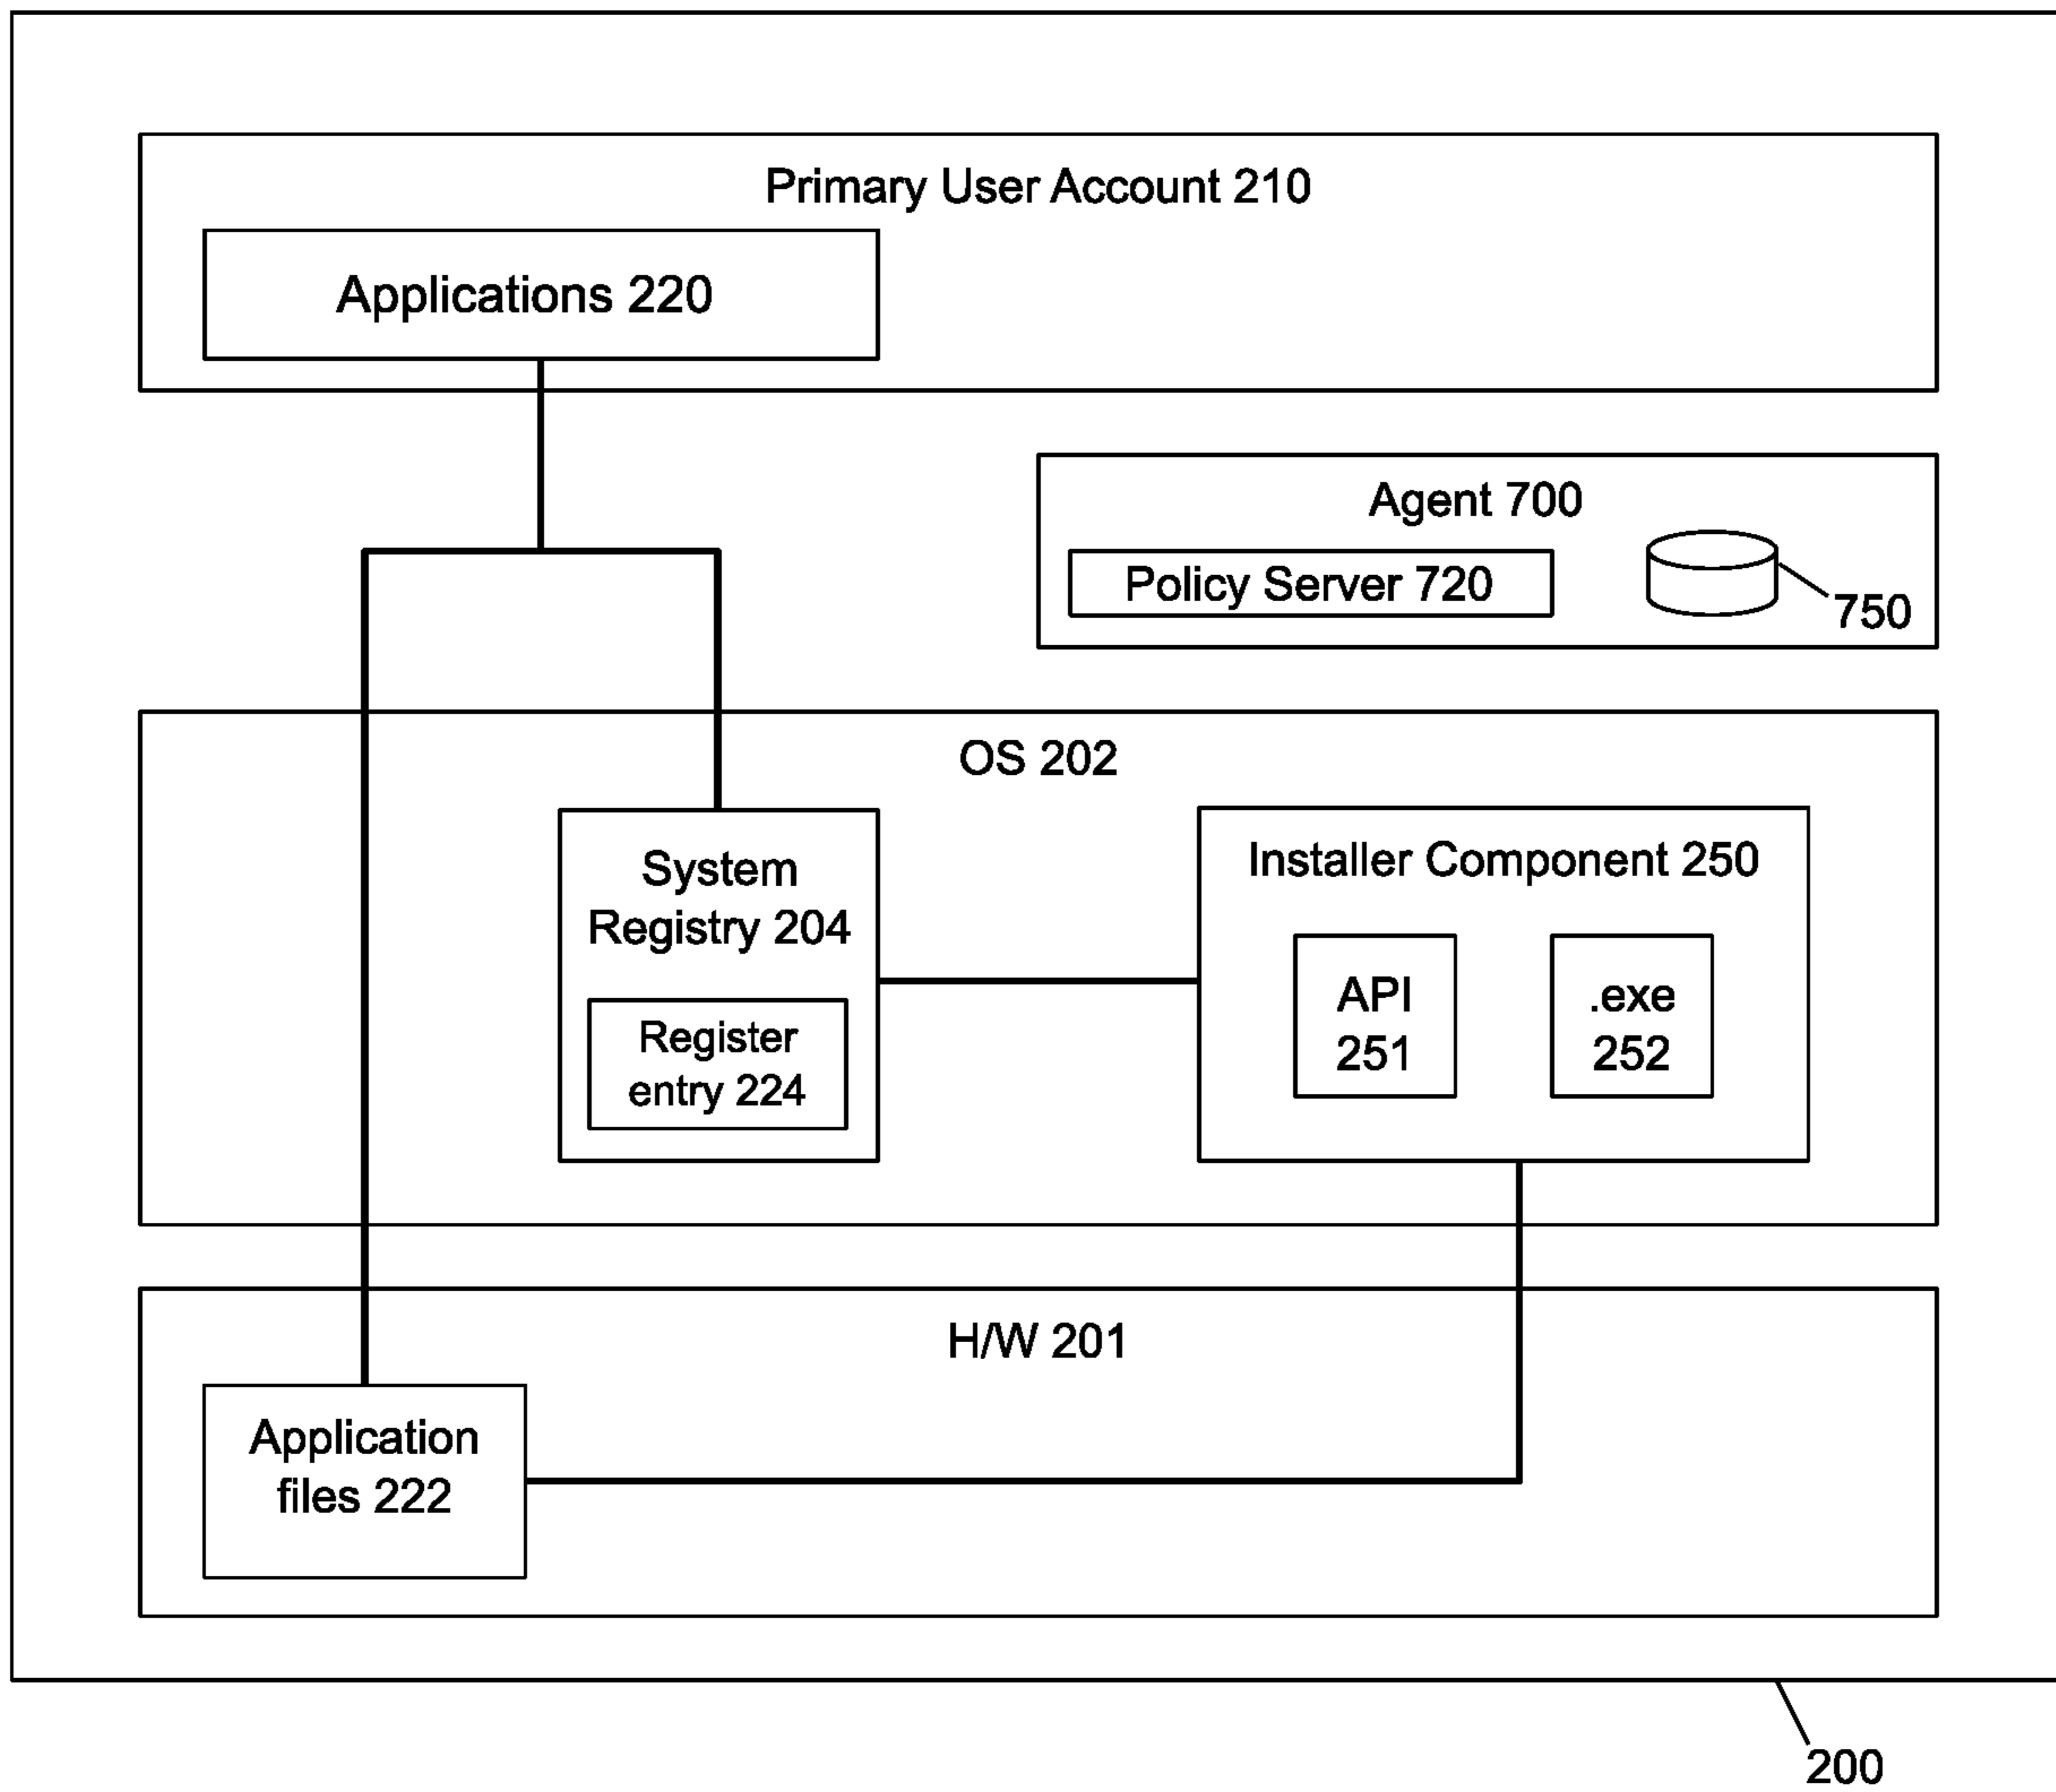 Primary User Account 210
Applications 220
Agent 700
Policy Server 720
750
OS 202
System
Registry 204
Register
entry 224
Installer Component 250
API
251
.exe
252
H/W 201
Application
files 222
200